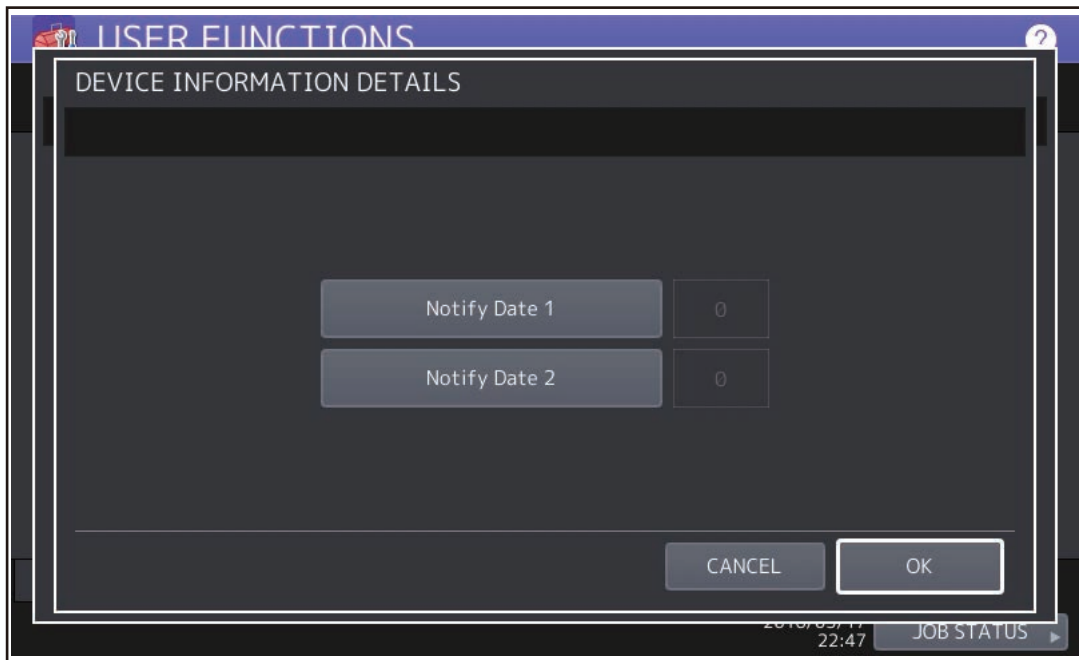 USER FUNCTIONS
?
DEVICE INFORMATION DETAILS
Notify Date 1
0
Notify Date 2
0
CANCEL
OK
22:47
JOB STATUS